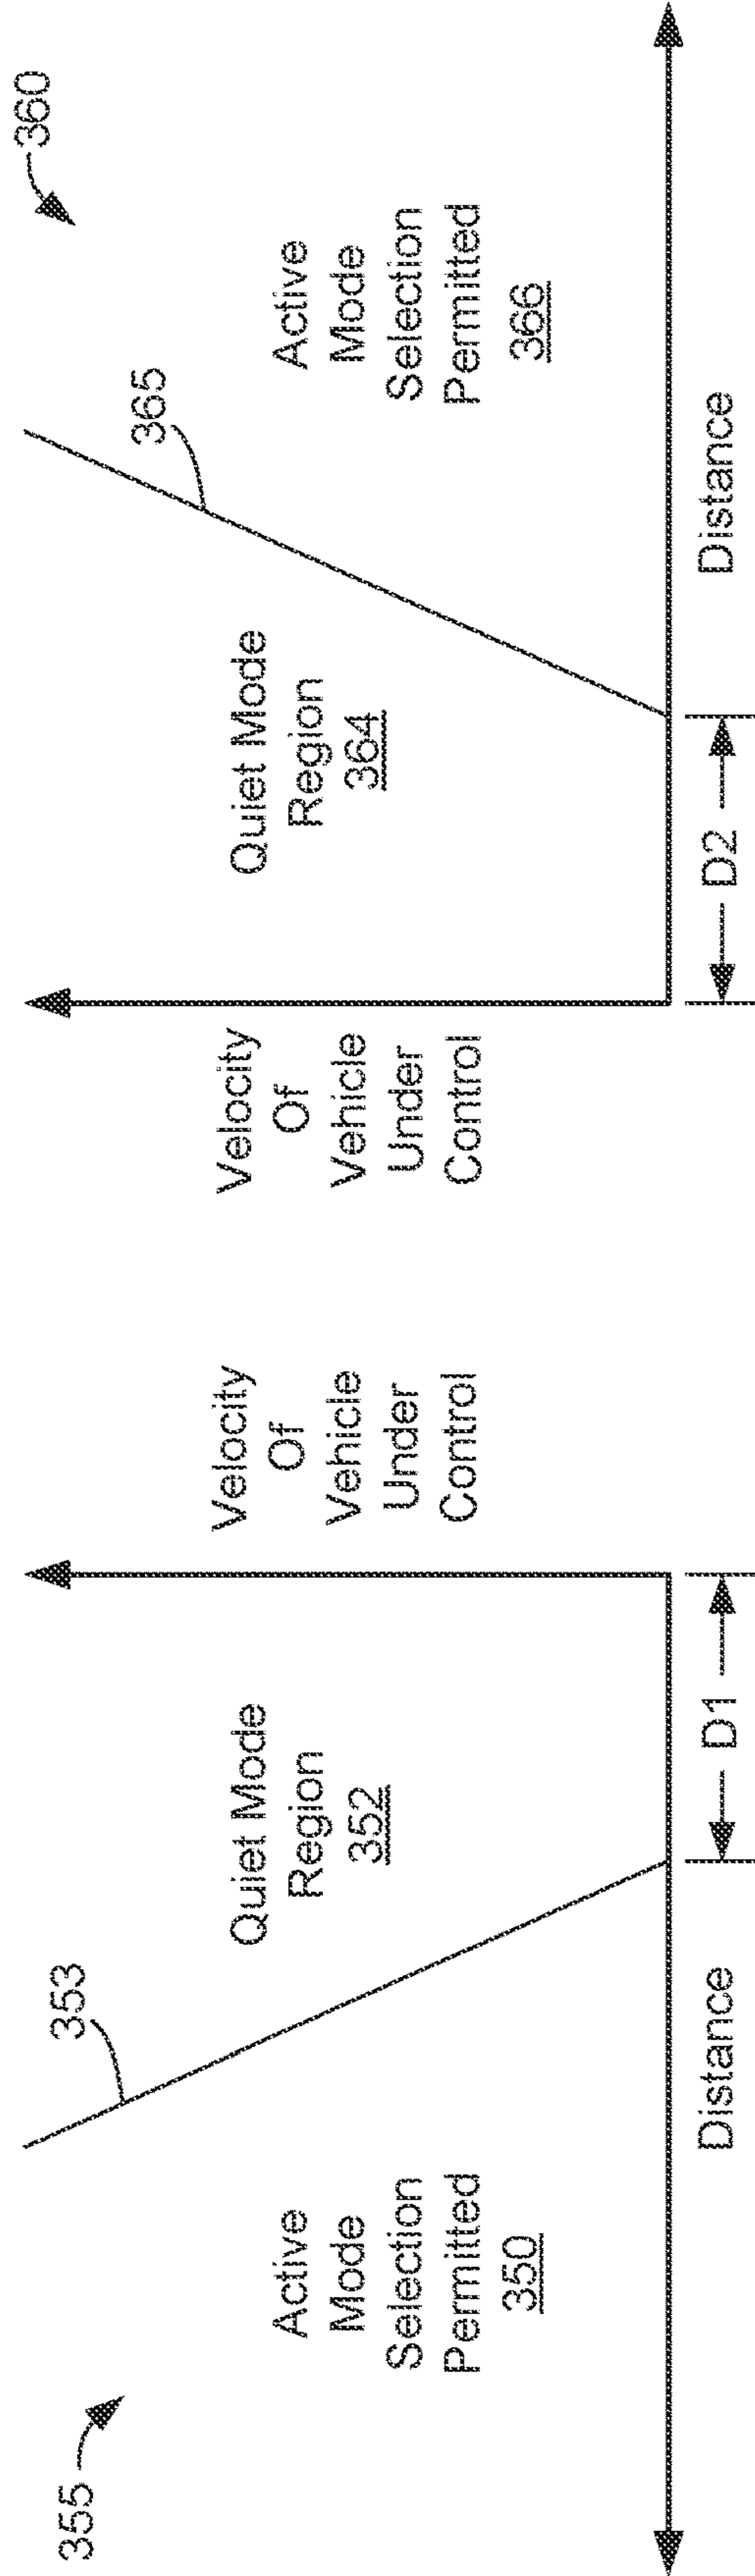 355
353
Active
Mode
Selection
Permitted
350
Quiet Mode
Region
352
Velocity
Of
Vehicle
Under
Control
Distance
D1
360
365
Velocity
Of
Vehicle
Under
Control
Quiet Mode
Region
364
Active
Mode
Selection
Permitted
366
D2
Distance